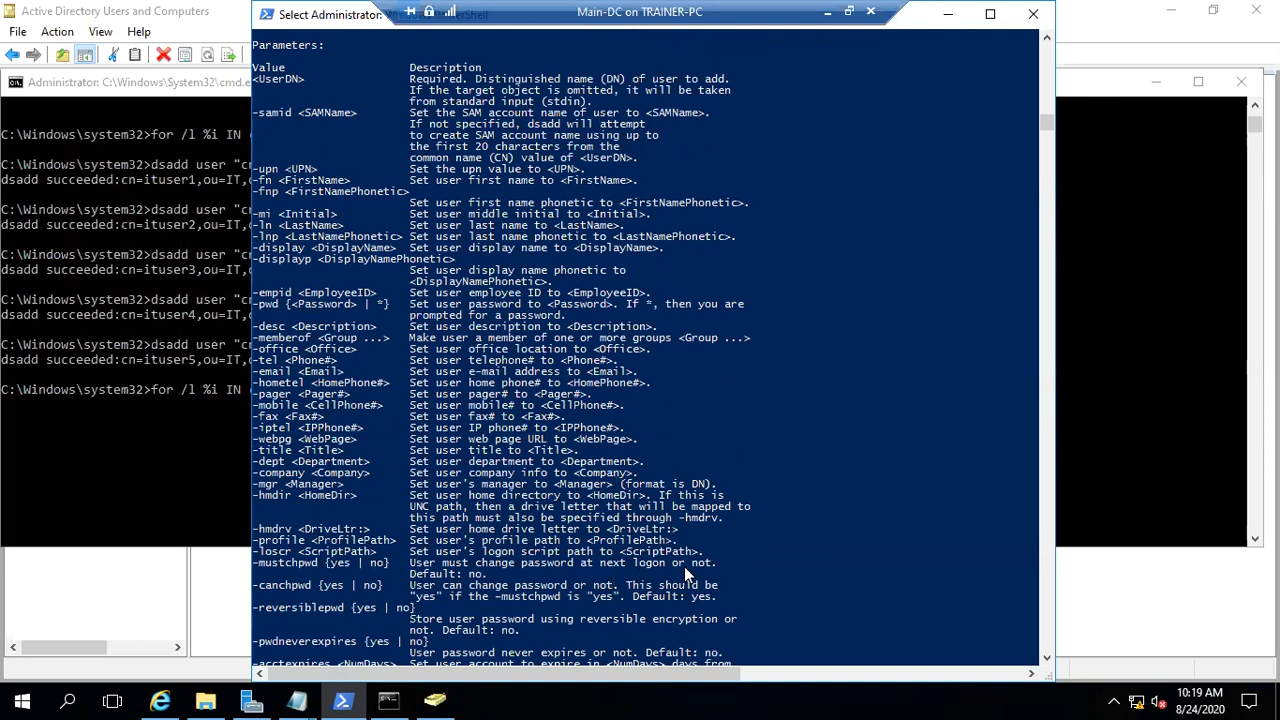 Active Directory Users and Computers
File Action View Help
Administrator: C:\Windows\System32\cmd.e
C:\Windows\system32>for /l %i IN
C:\Windows\system32>dsadd user "c
dsadd succeeded:cn=ituser1,ou=IT,
C:\Windows\system32>dsadd user "c
dsadd succeeded:cn=ituser2,ou=IT,
C:\Windows\system32>dsadd user "c
dsadd succeeded:cn=ituser3,ou=IT,
C:\Windows\system32>dsadd user "c
dsadd succeeded:cn=ituser4,ou=IT,
C:\Windows\system32>dsadd user "c
dsadd succeeded:cn=ituser5,ou=IT,
C:\Windows\system32>for /l %i IN
Select Administrator:
Main-DC on TRAINER-PC
Parameters:
Value Description
<UserDN> Required. Distinguished name (DN) of user to add.
If the target object is omitted, it will be taken
from standard input (stdin).
-samid <SAMName> Set the SAM account name of user to <SAMName>.
If not specified, dsadd will attempt
to create SAM account name using up to
the first 20 characters from the
common name (CN) value of <UserDN>.
-upn <UPN> Set the upn value to <UPN>.
-fn <FirstName> Set user first name to <FirstName>.
-fnp <FirstNamePhonetic>
Set user first name phonetic to <FirstNamePhonetic>.
-mi <Initial> Set user middle initial to <Initial>.
-ln <LastName> Set user last name to <LastName>.
-lnp <LastNamePhonetic> Set user last name phonetic to <LastNamePhonetic>.
-display <DisplayName> Set user display name to <DisplayName>.
-displayp <DisplayNamePhonetic>
Set user display name phonetic to
<DisplayNamePhonetic>.
-empid <EmployeeID> Set user employee ID to <EmployeeID>.
-pwd {<Password> | *} Set user password to <Password>. If *, then you are
prompted for a password.
-desc <Description> Set user description to <Description>.
-memberof <Group ...> Make user a member of one or more groups <Group ...>
-office <Office> Set user office location to <Office>.
-tel <Phone#> Set user telephone# to <Phone#>.
-email <Email> Set user e-mail address to <Email>.
-hometel <HomePhone#> Set user home phone# to <HomePhone#>.
-pager <Pager#> Set user pager# to <Pager#>.
-mobile <CellPhone#> Set user mobile# to <CellPhone#>.
-fax <Fax#> Set user fax# to <Fax#>.
-iptel <IPPhone#> Set user IP phone# to <IPPhone#>.
-webpg <WebPage> Set user web page URL to <WebPage>.
-title <Title> Set user title to <Title>.
-dept <Department> Set user department to <Department>.
-company <Company> Set user company info to <Company>.
-mgr <Manager> Set user's manager to <Manager> (format is DN).
-hmdir <HomeDir> Set user home directory to <HomeDir>. If this is
UNC path, then a drive letter that will be mapped to
this path must also be specified through -hmdrv.
-hmdrv <DriveLtr:> Set user home drive letter to <DriveLtr:>
-profile <ProfilePath> Set user's profile path to <ProfilePath>.
-loscr <ScriptPath> Set user's logon script path to <ScriptPath>.
-mustchpwd {yes | no} User must change password at next logon or not.
Default: no.
-canchpwd {yes | no} User can change password or not. This should be
"yes" if the -mustchpwd is "yes". Default: yes.
-reversiblepwd {yes | no}
Store user password using reversible encryption or
not. Default: no.
-pwdneverexpires {yes | no}
User password never expires or not. Default: no.
-acctexpires <NumDays> Set user account to expire in <NumDays> days from
10:19 AM
8/24/2020